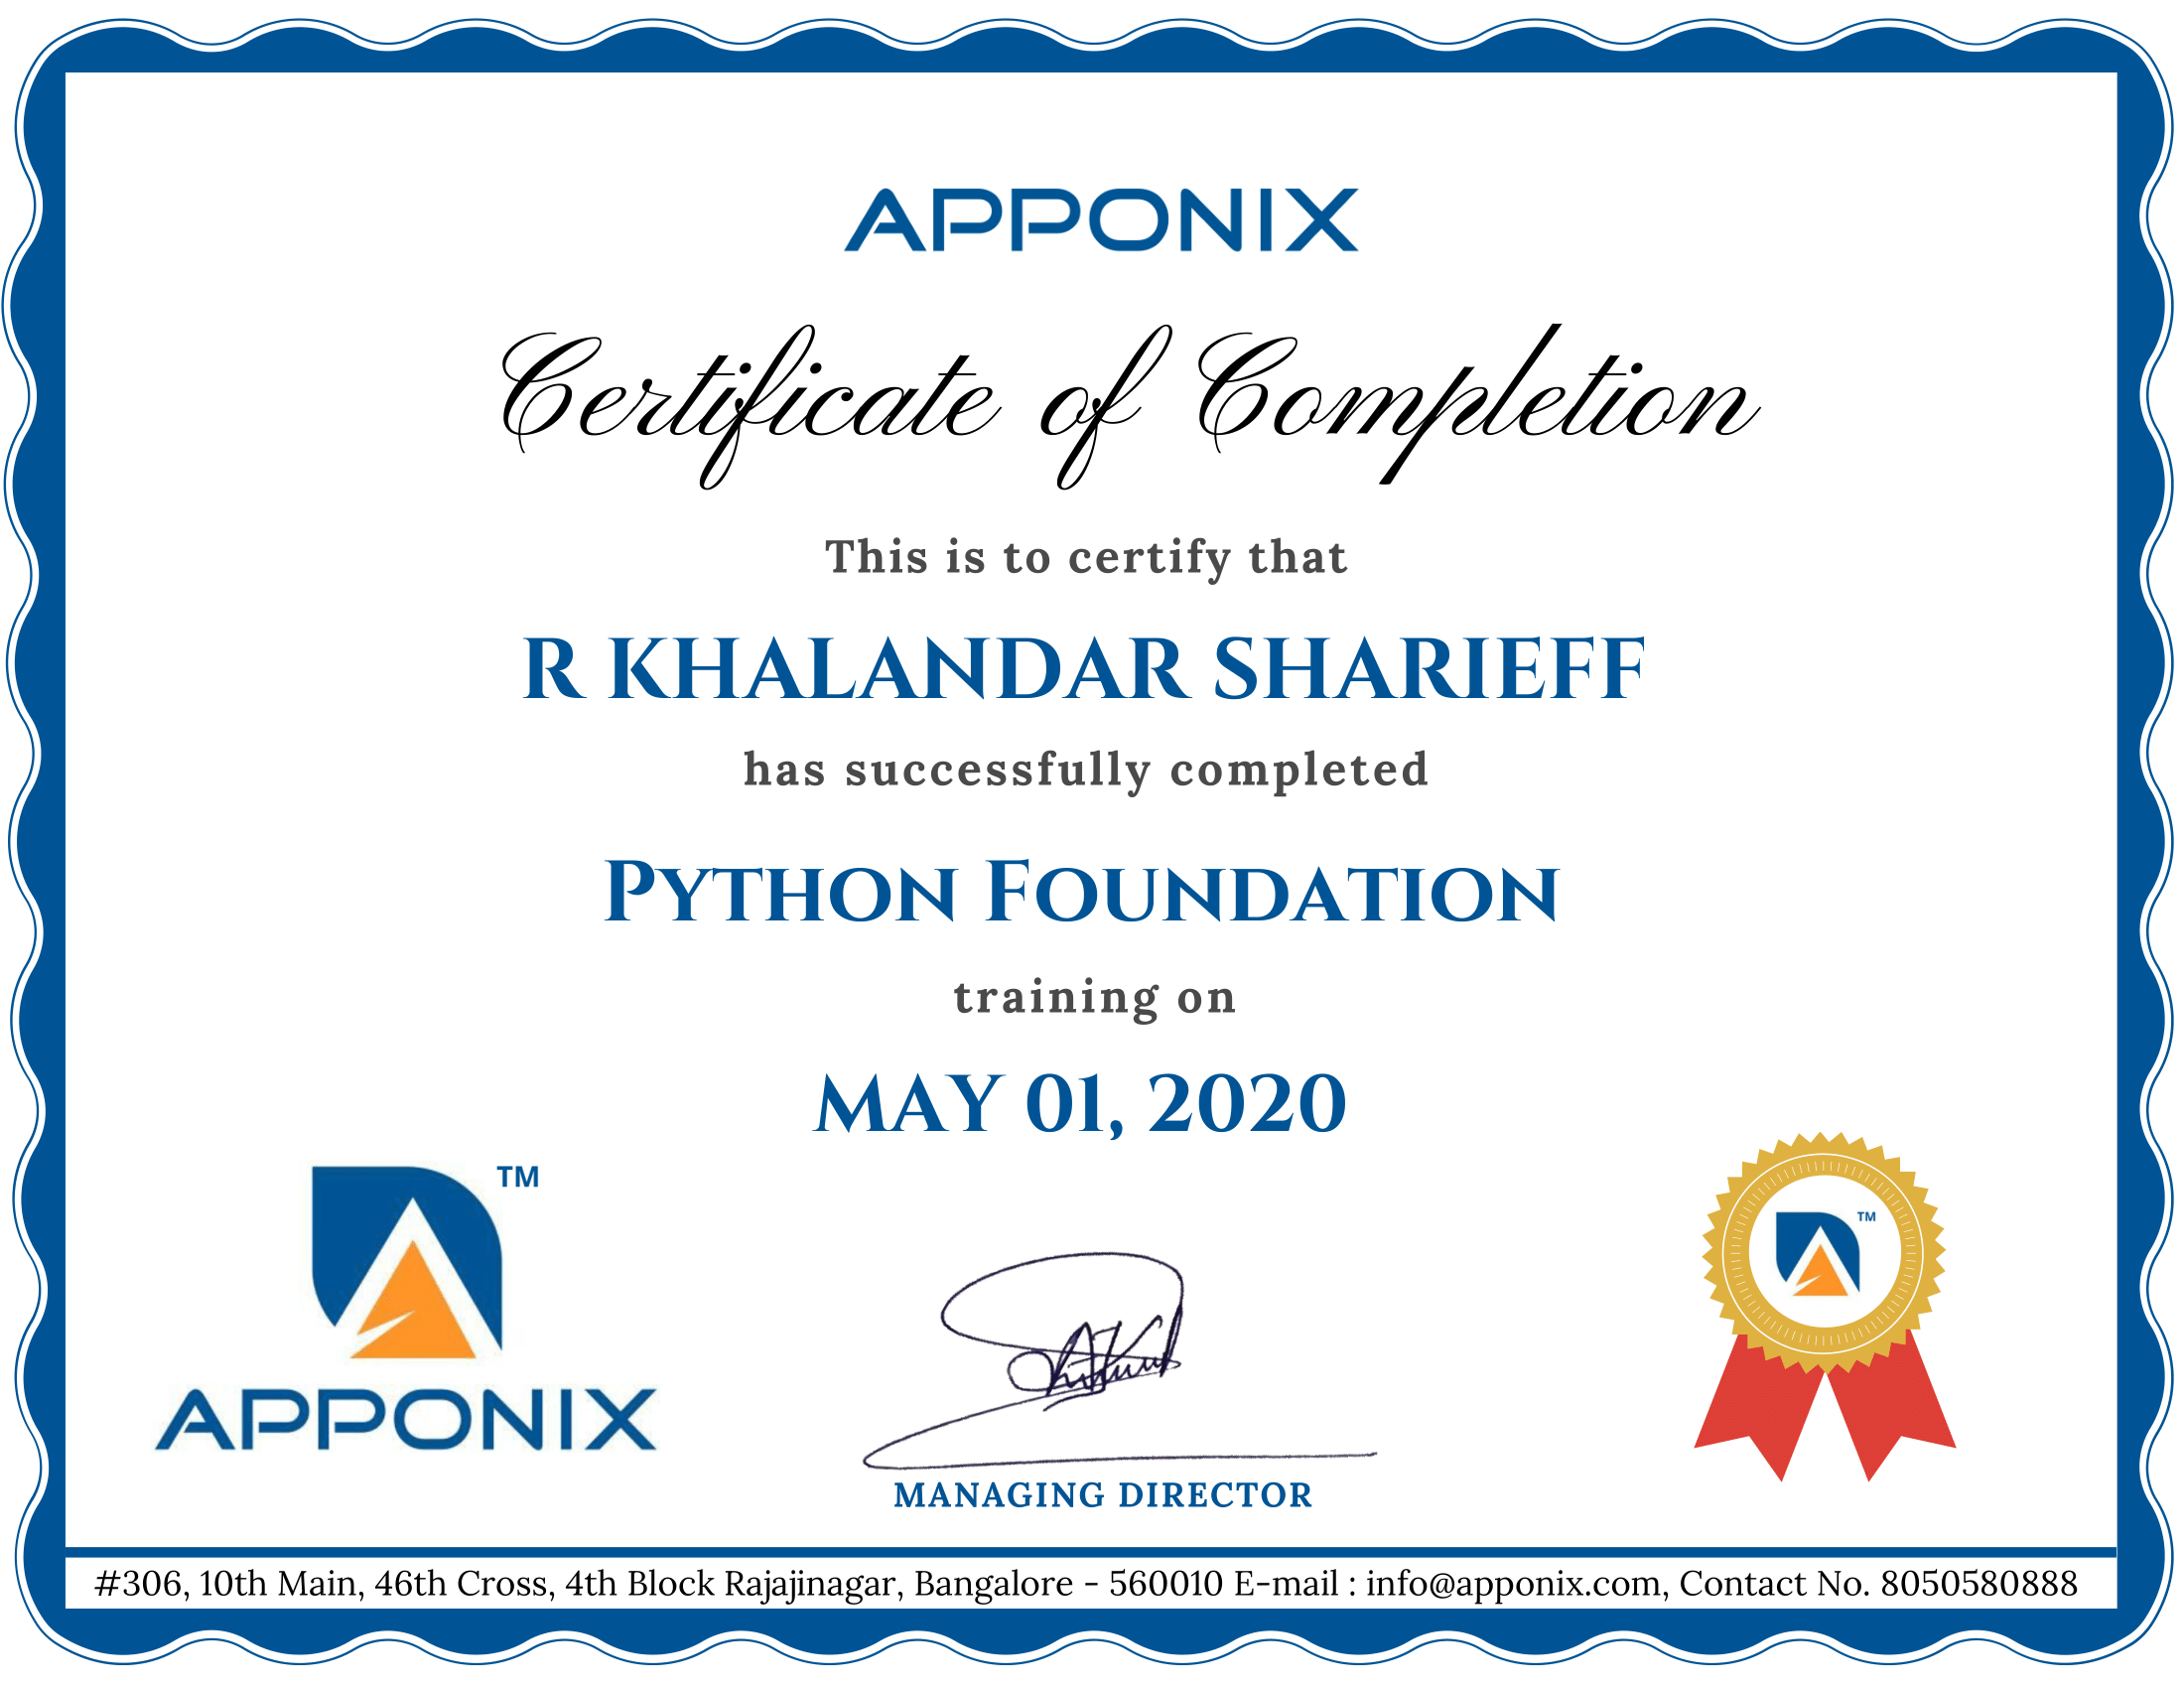 APPONIX
Certificate of Completion
This is to certify that
R KHALANDAR SHARIEFF
has successfully completed
PYTHON FOUNDATION
training on
MAY 01, 2020
TM
APPONIX
TM
MANAGING DIRECTOR
#306, 10th Main, 46th Cross, 4th Block Rajajinagar, Bangalore - 560010 E-mail : info@apponix.com, Contact No. 8050580888